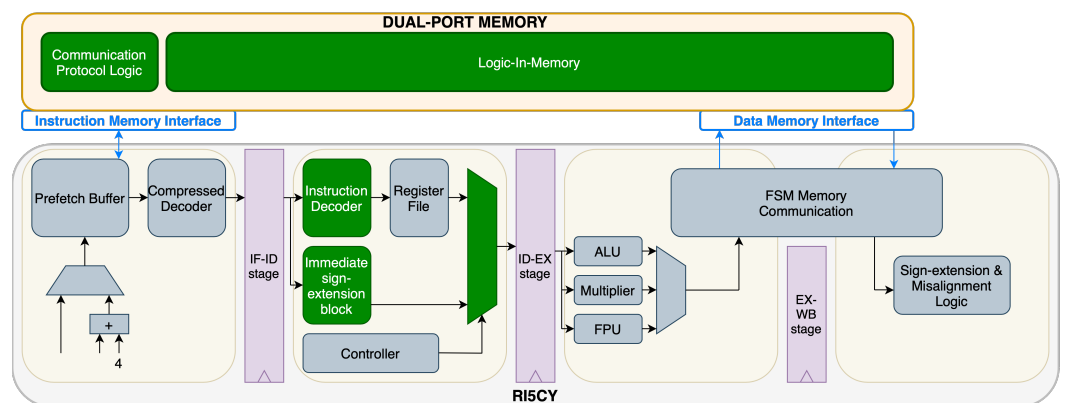 DUAL-PORT MEMORY
Communication
Protocol Logic
Logic-In-Memory
Instruction Memory Interface
Data Memory Interface
Prefetch Buffer
Compressed
Decoder
IF-ID
stage
Instruction
Decoder
Register
File
Immediate
sign-
extension
block
Controller
ID-EX
stage
ALU
Multiplier
FPU
FSM Memory
Communication
EX-
WB
stage
Sign-extension &
Misalignment
Logic
+
4
RI5CY